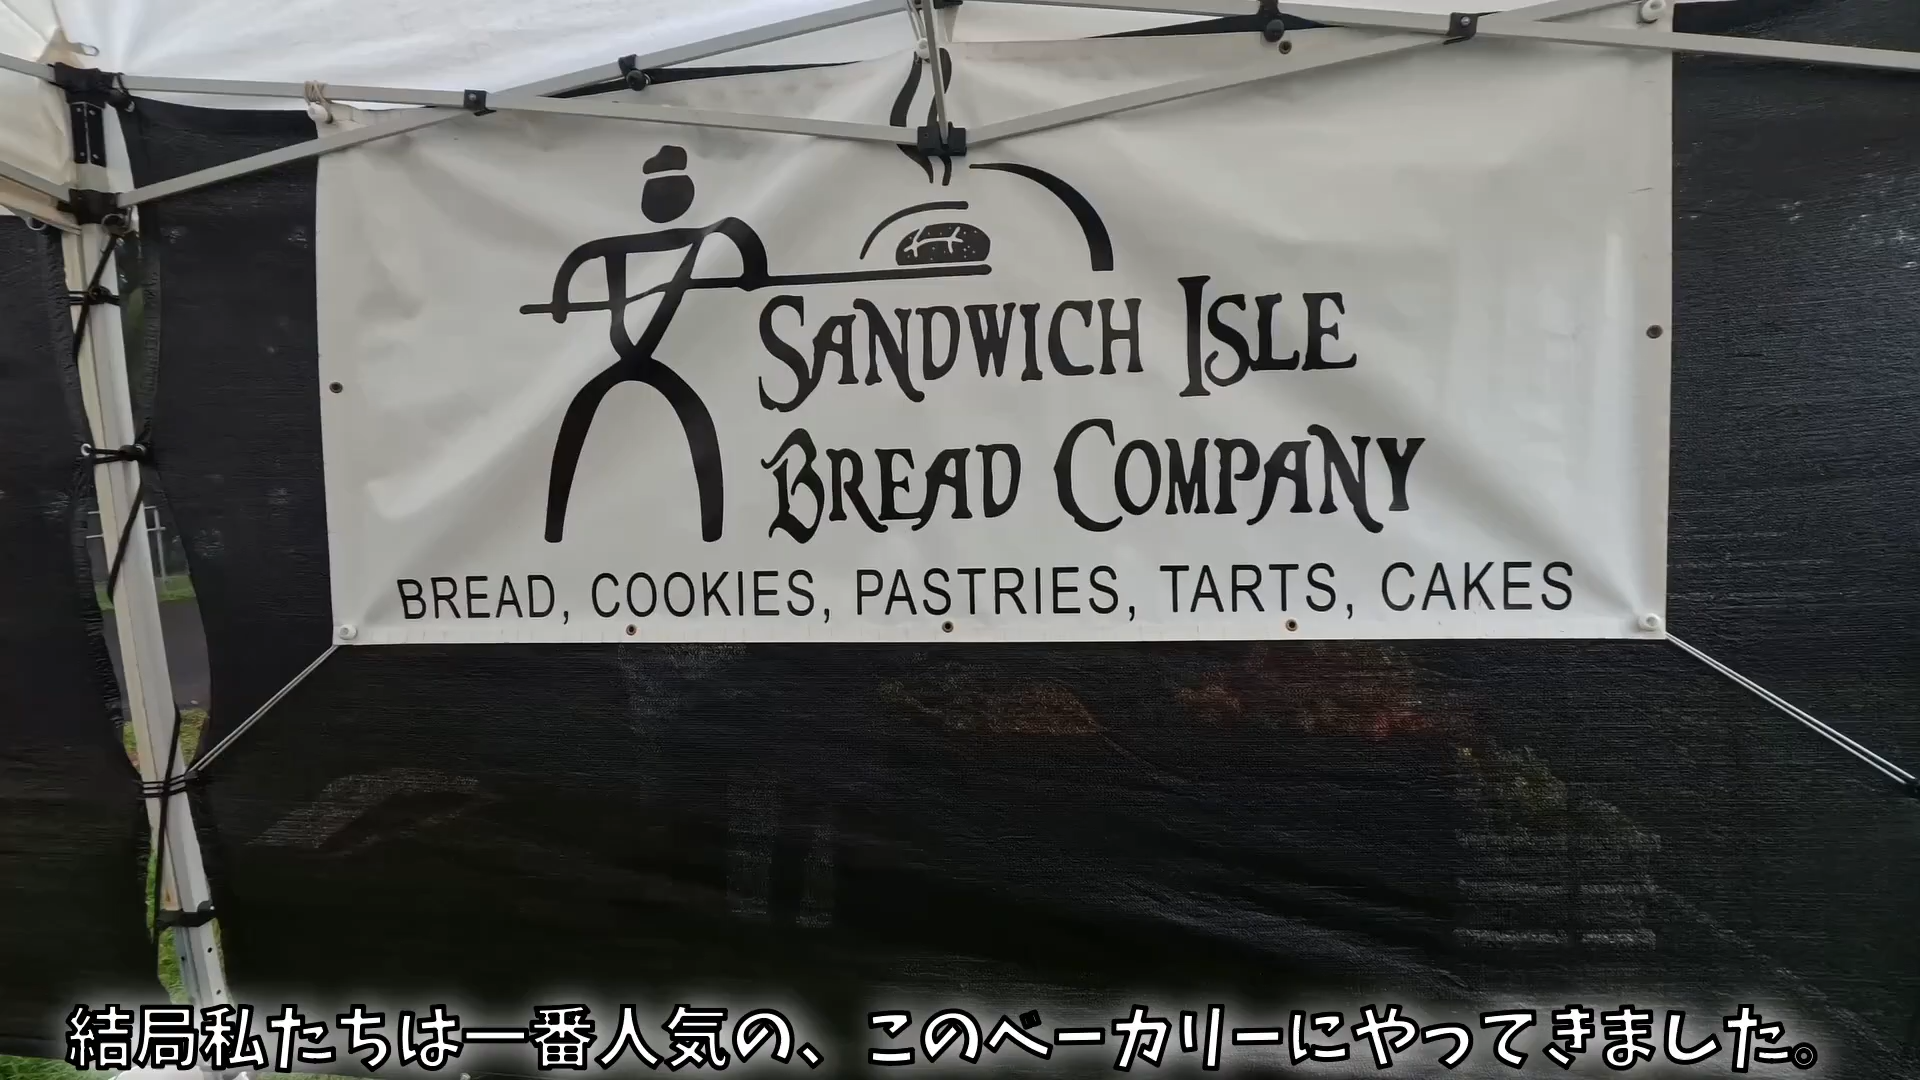 SANDWICH ISLE
BREAD COMPANY
BREAD, COOKIES, PASTRIES, TARTS, CAKES
結局私たちは一番人気の、このベーカリーにやってきました。